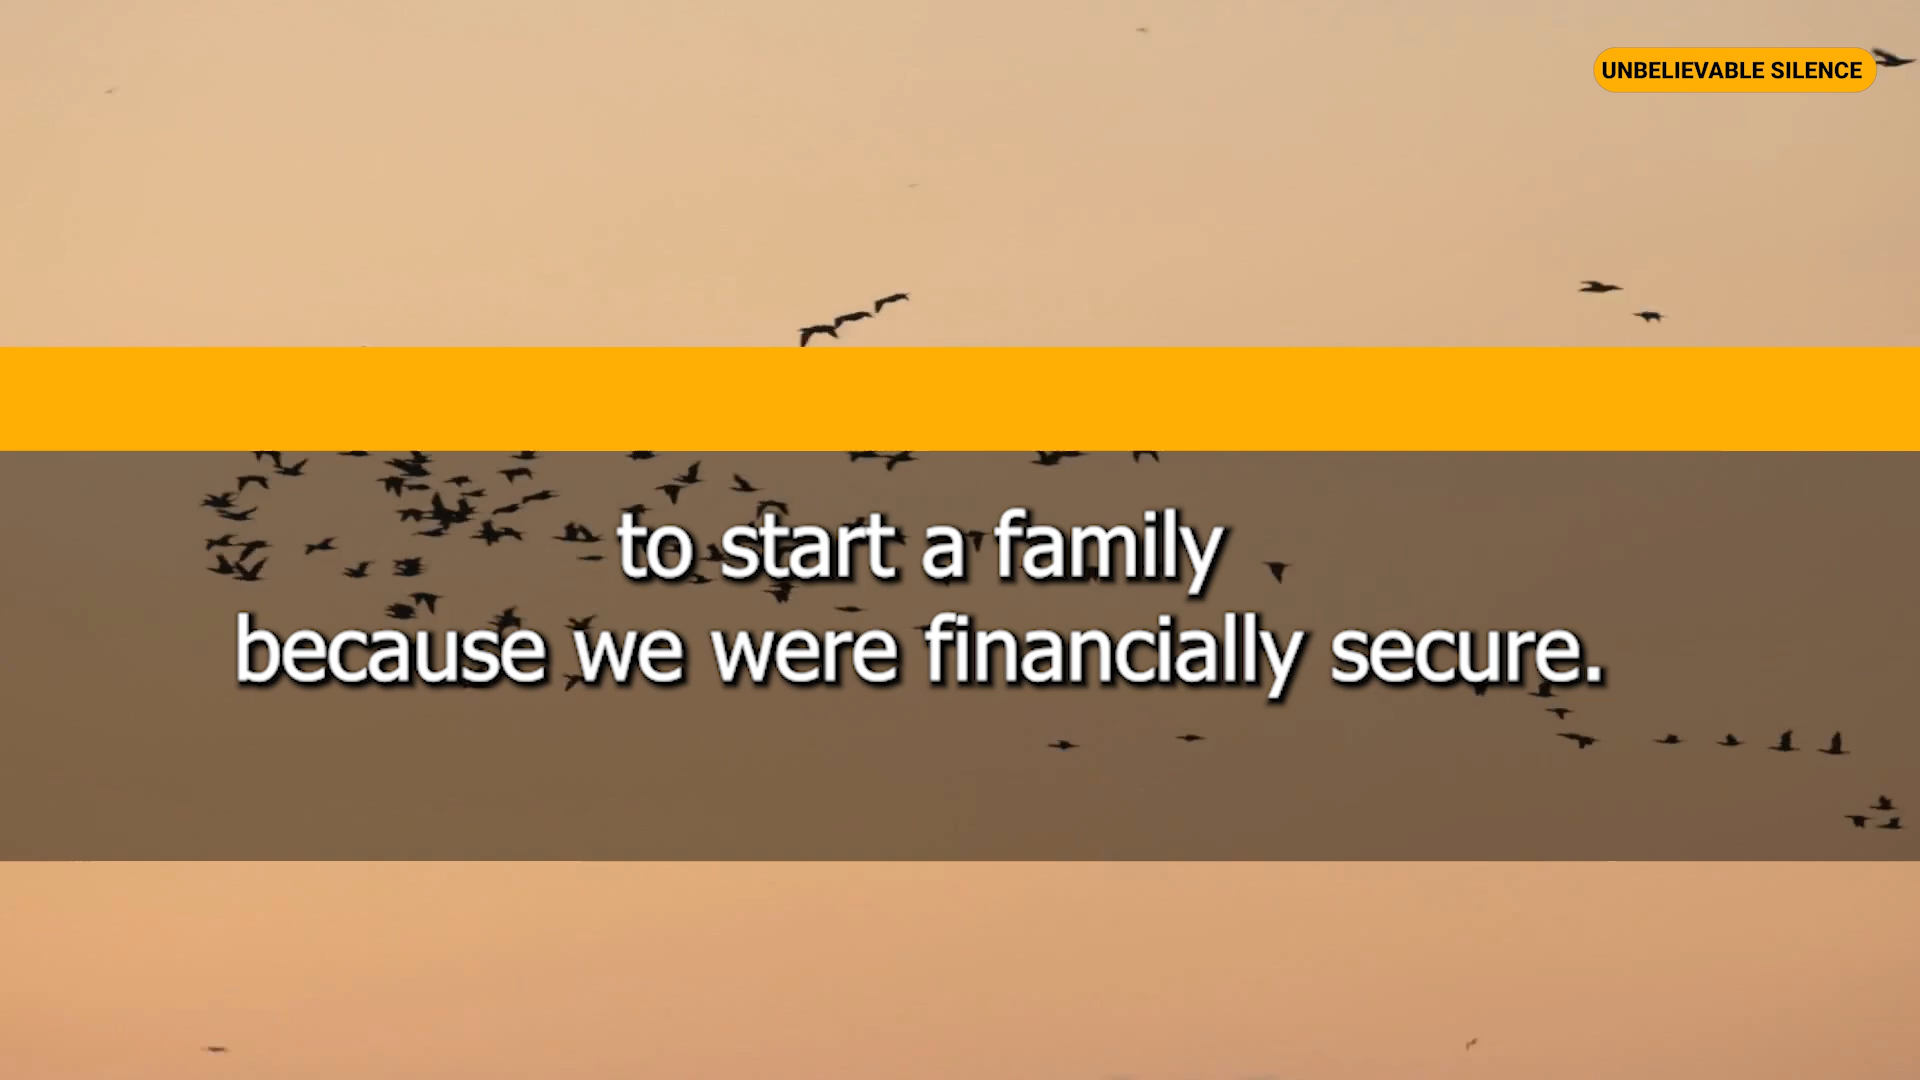 UNBELIEVABLE SILENCE
to start a family
because we were financially secure.